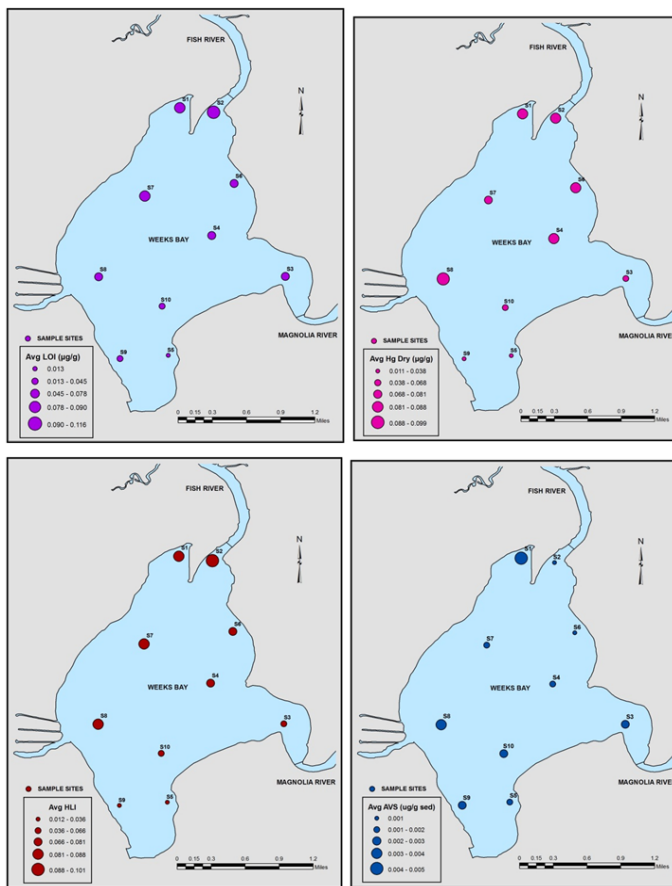 FISH RIVER
N
S1
S2
S6
S7
S4
WEEKS BAY
S8
S3
S10
MAGNOLIA RIVER
SAMPLE SITES
S9
S5
Avg LOI (µg/g)
0.013
0.013 - 0.045
0.045 - 0.078
0.078 - 0.090
0.090 - 0.116
0 0.15 0.3 0.6 0.9 1.2
Miles
FISH RIVER
N
S1
S2
S6
S7
S4
WEEKS BAY
S8
S3
S10
MAGNOLIA RIVER
SAMPLE SITES
S9
S5
Avg Hg Dry (µg/g)
0.011 - 0.038
0.038 - 0.068
0.068 - 0.081
0.081 - 0.088
0.088 - 0.099
0 0.15 0.3 0.6 0.9 1.2
Miles
FISH RIVER
N
S1
S2
S6
S7
S4
WEEKS BAY
S8
S3
S10
MAGNOLIA RIVER
SAMPLE SITES
S9
S5
Avg HLI
0.012 - 0.036
0.036 - 0.066
0.066 - 0.081
0.081 - 0.088
0.088 - 0.101
0 0.15 0.3 0.6 0.9 1.2
Miles
FISH RIVER
N
S1
S2
S6
S7
S4
WEEKS BAY
S8
S3
S10
MAGNOLIA RIVER
SAMPLE SITES
S9
S5
Avg AVS (ug/g sed)
0.001
0.001 - 0.002
0.002 - 0.003
0.003 - 0.004
0.004 - 0.005
0 0.15 0.3 0.6 0.9 1.2
Miles